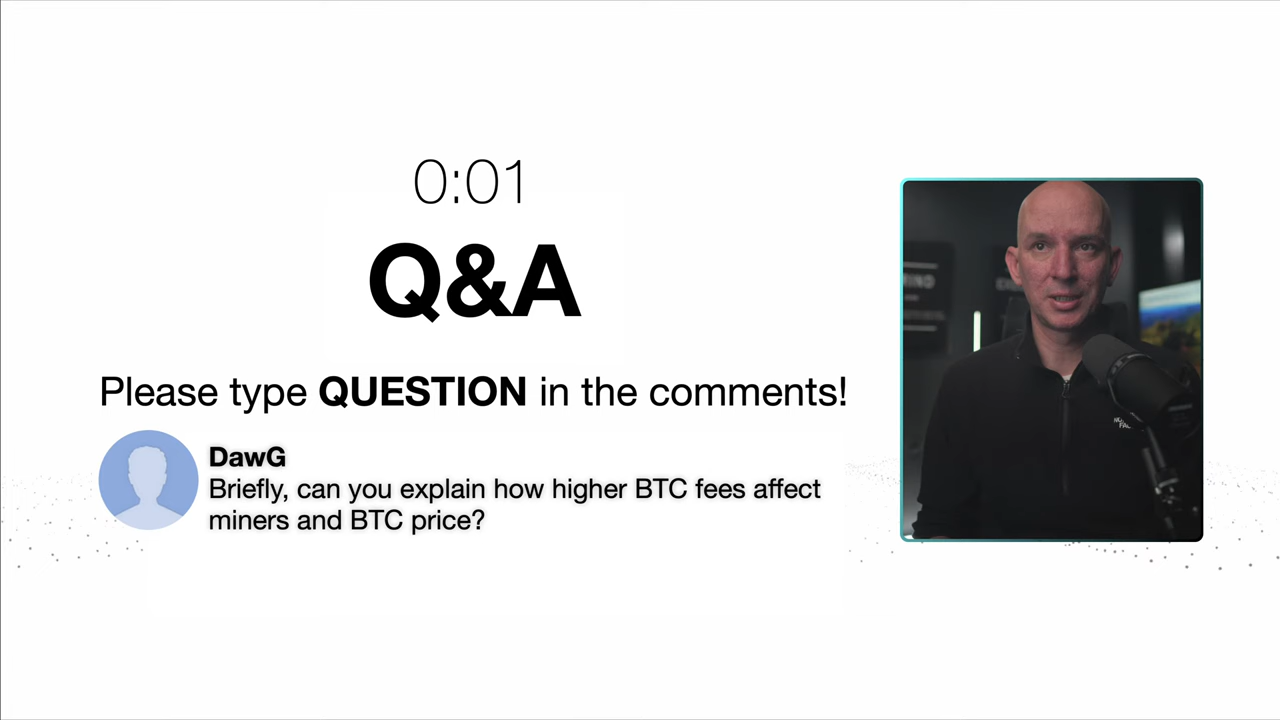 0:01
Q&A
Please type QUESTION in the comments!
DawG
Briefly, can you explain how higher BTC fees affect
miners and BTC price?